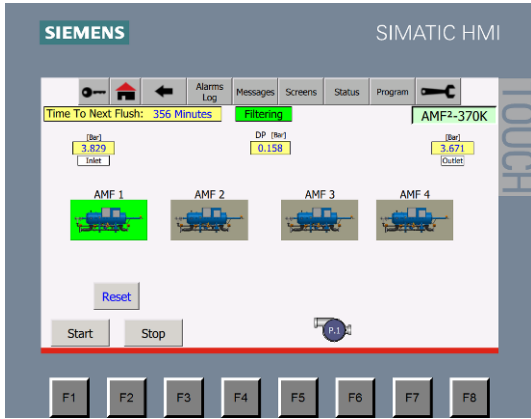 SIEMENS
SIMATIC HMI
TOUCH
Alarms Log
Messages
Screens
Status
Program
Time To Next Flush: 356 Minutes
Filtering
AMF²-370K
[Bar]
3.829
Inlet
DP [Bar]
0.158
[Bar]
3.671
Outlet
AMF 1
AMF 2
AMF 3
AMF 4
Reset
Start
Stop
P.1
F1
F2
F3
F4
F5
F6
F7
F8